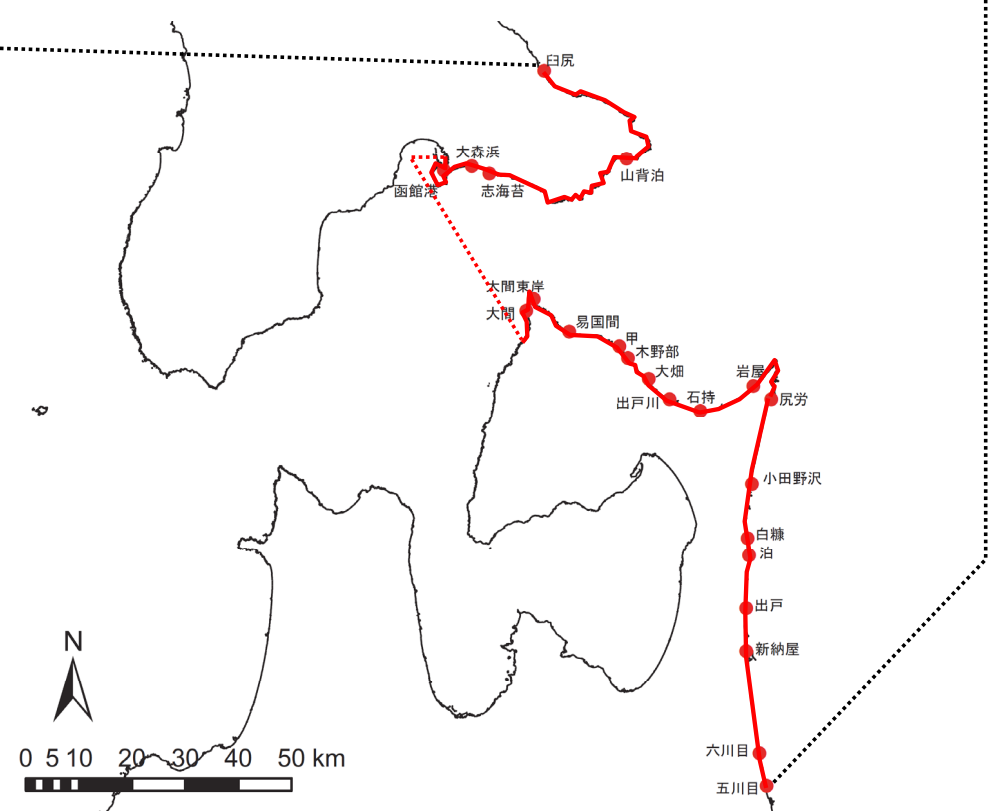 臼尻
大森浜
函館港
志海苔
山背泊
大間東岸
大間
易国間
甲
木野部
大畑
岩屋
出戸川
石持
尻労
小田野沢
白糠
泊
出戸
新納屋
六川目
五川目
N
0 5 10 20 30 40 50 km